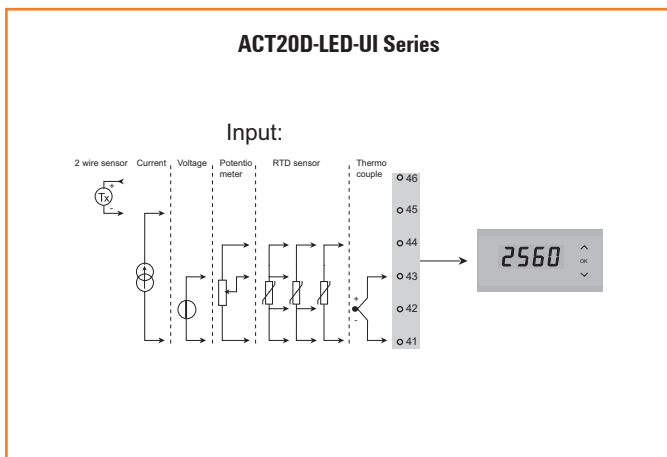 ACT20D-LED-UI Series
Input:
2 wire sensor Current Voltage Potentio meter RTD sensor Thermo couple
+
Tx
-
46
45
44
43
42
41
+
-
2560
OK